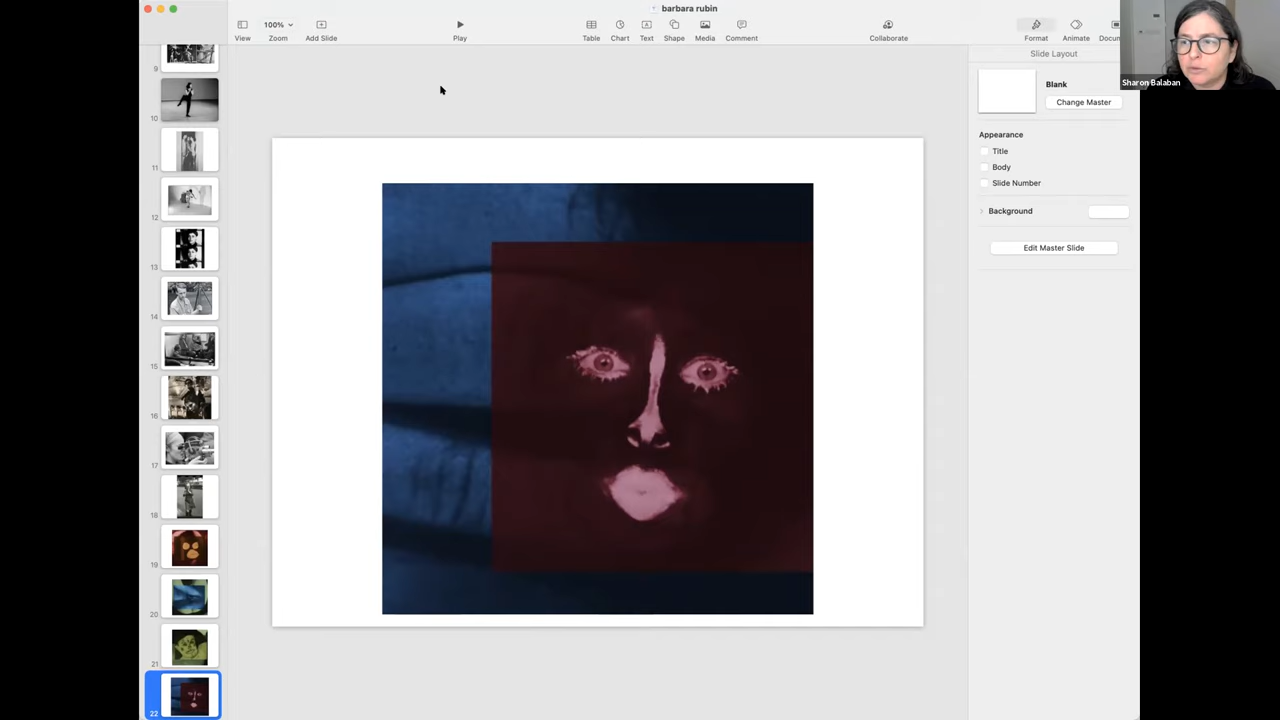 barbara rubin
100%
View
Zoom
Add Slide
Play
Table
Chart
Text
Shape
Media
Comment
Collaborate
Format
Animate
Sharon Balaban
Slide Layout
Blank
Change Master
Appearance
Title
Body
Slide Number
Background
Edit Master Slide
9
10
11
12
13
14
15
16
17
18
19
20
21
22